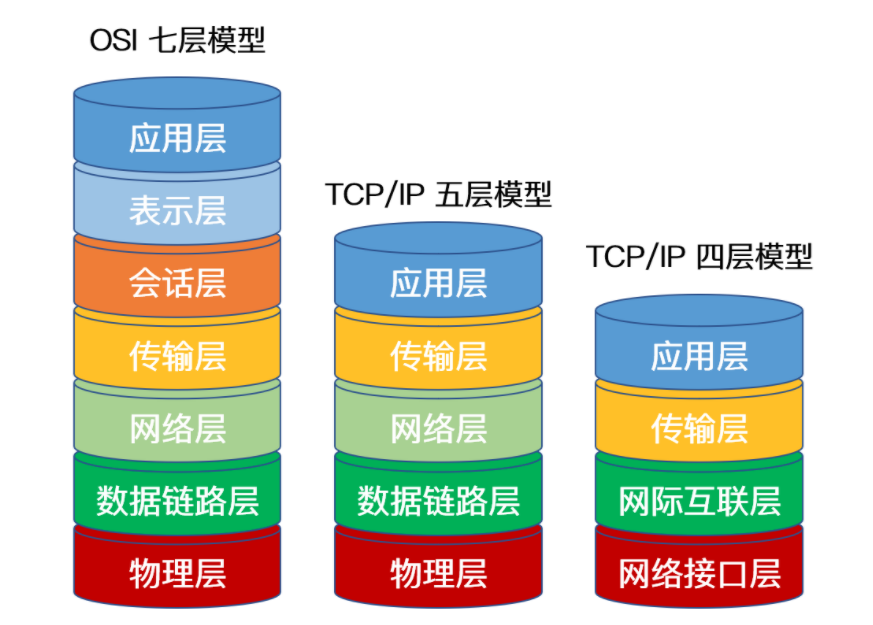 OSI 七层模型
应用层
表示层
会话层
传输层
网络层
数据链路层
物理层
TCP/IP 五层模型
应用层
传输层
网络层
数据链路层
物理层
TCP/IP 四层模型
应用层
传输层
网际互联层
网络接口层